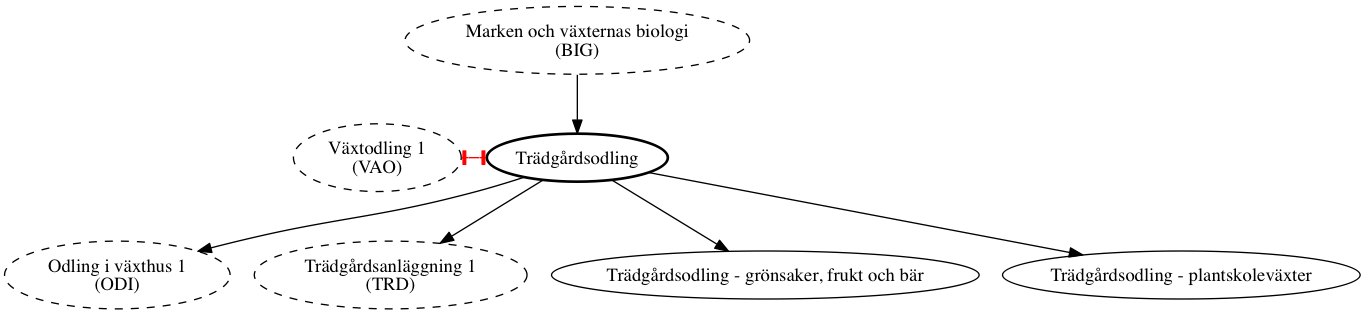 Marken och växternas biologi
(BIG)
Växtodling 1
(VAO)
Trädgårdsodling
Odling i växthus 1
(ODI)
Trädgårdsanläggning 1
(TRD)
Trädgårdsodling - grönsaker, frukt och bär
Trädgårdsodling - plantskoleväxter